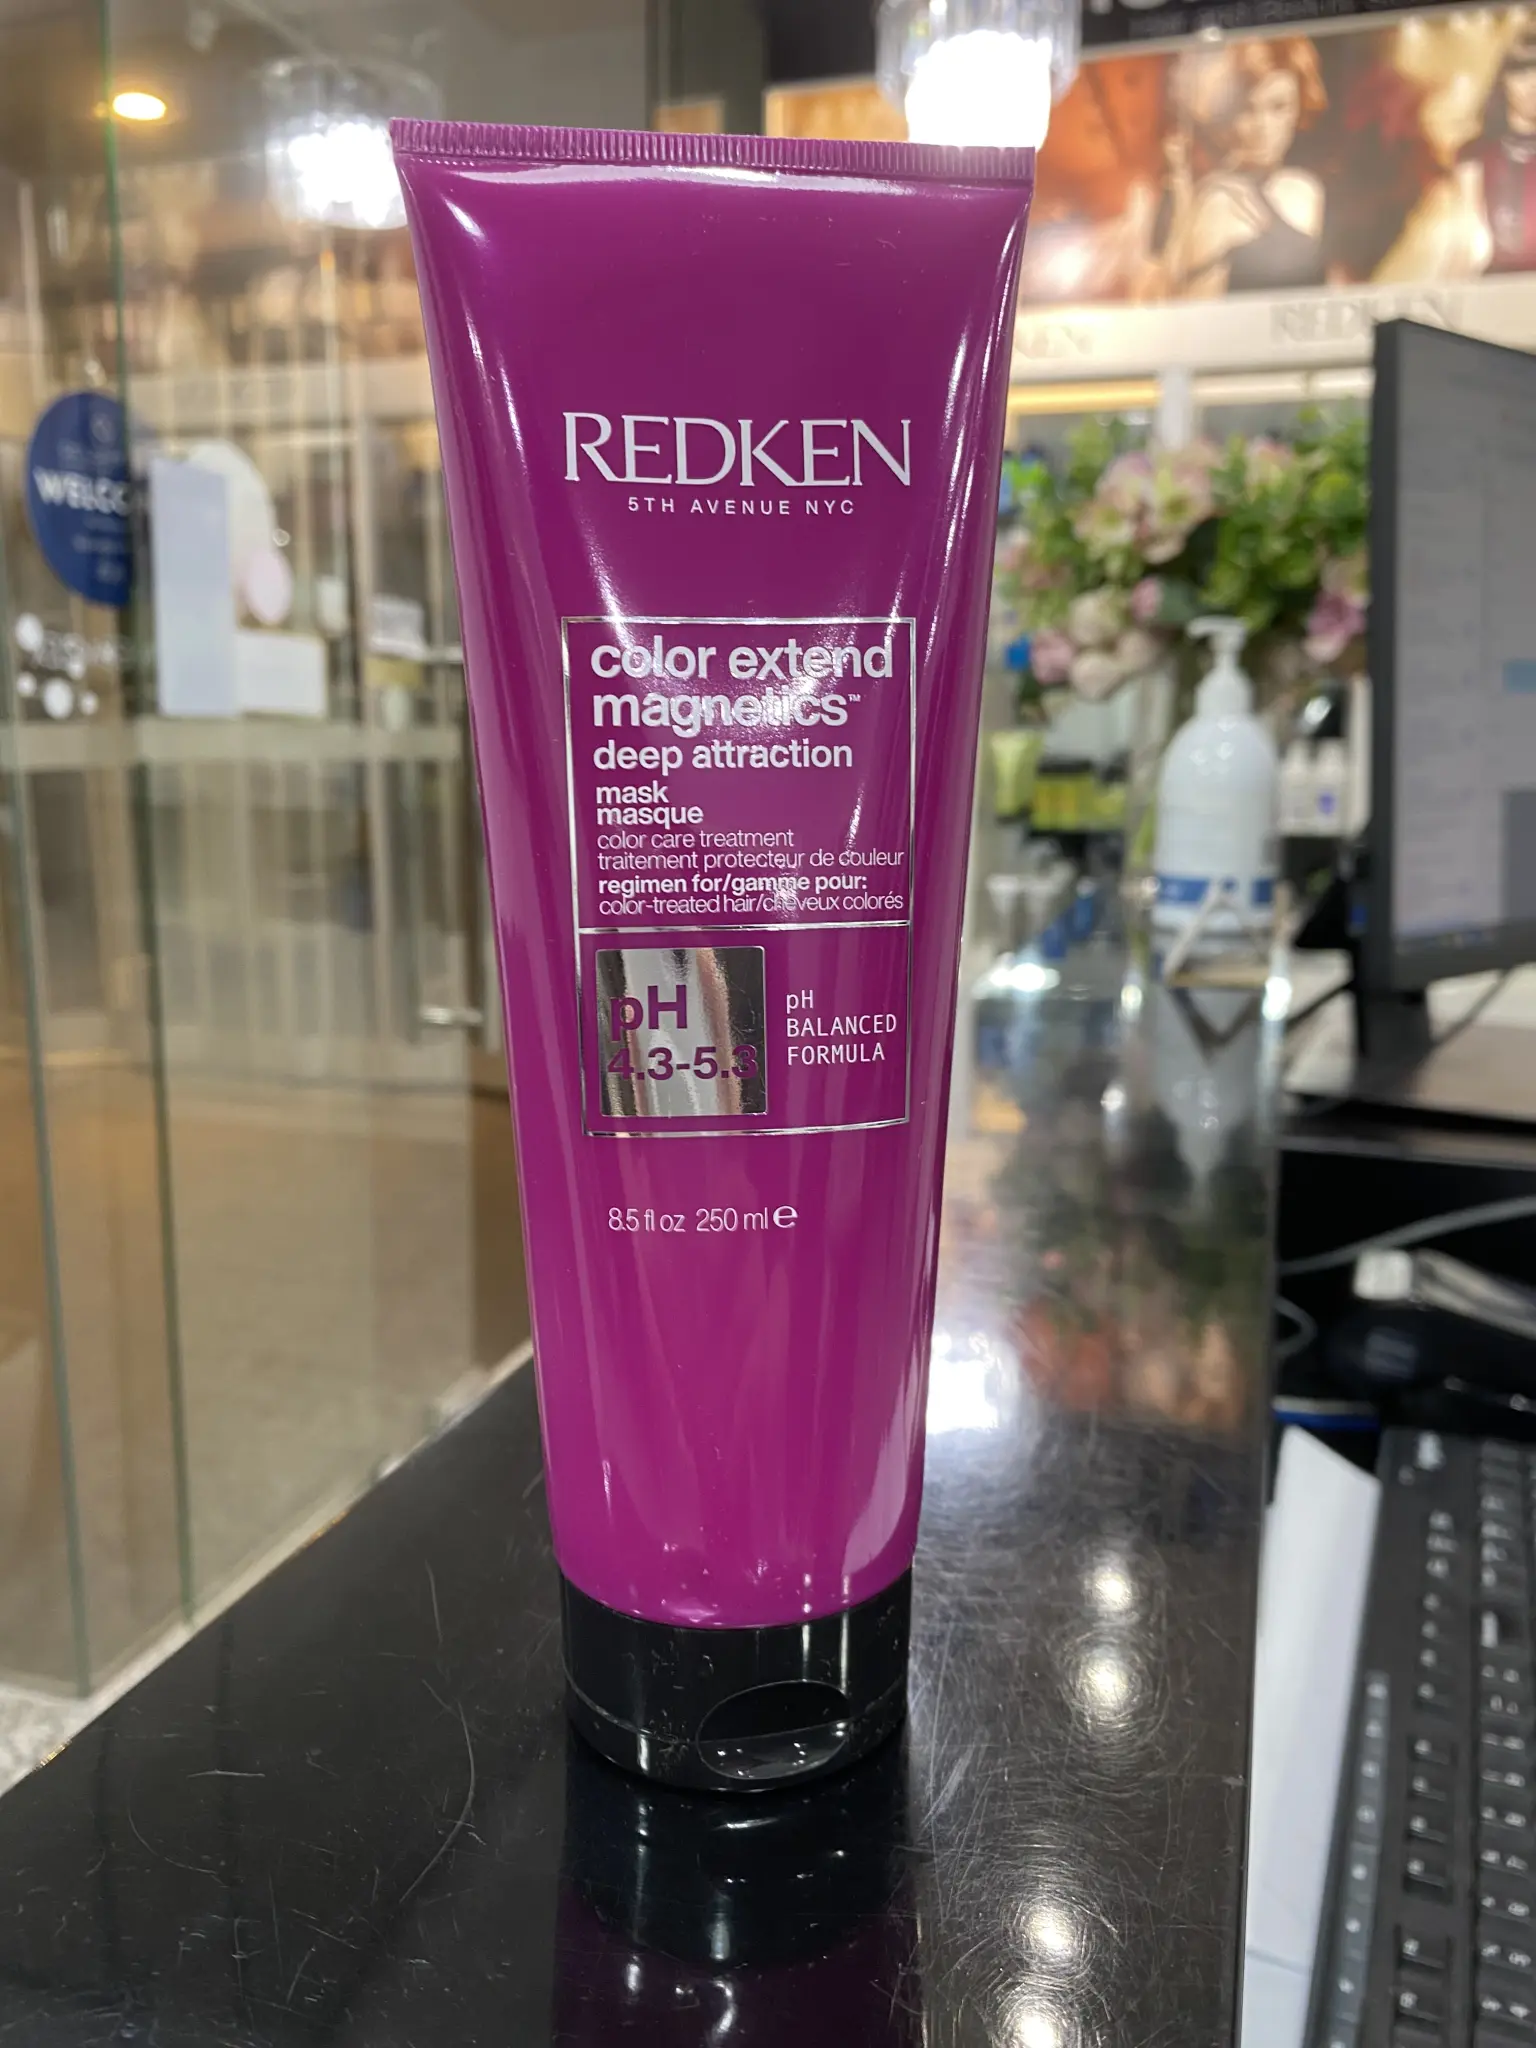 REDKEN
5TH AVENUE NYC
color extend
magnetics™
deep attraction
mask
masque
color care treatment
traitement protecteur de couleur
regimen for/gamme pour:
color-treated hair/cheveux colorés
pH
4.3-5.3
pH
BALANCED
FORMULA
8.5 fl oz 250 ml ℮
REDKEN